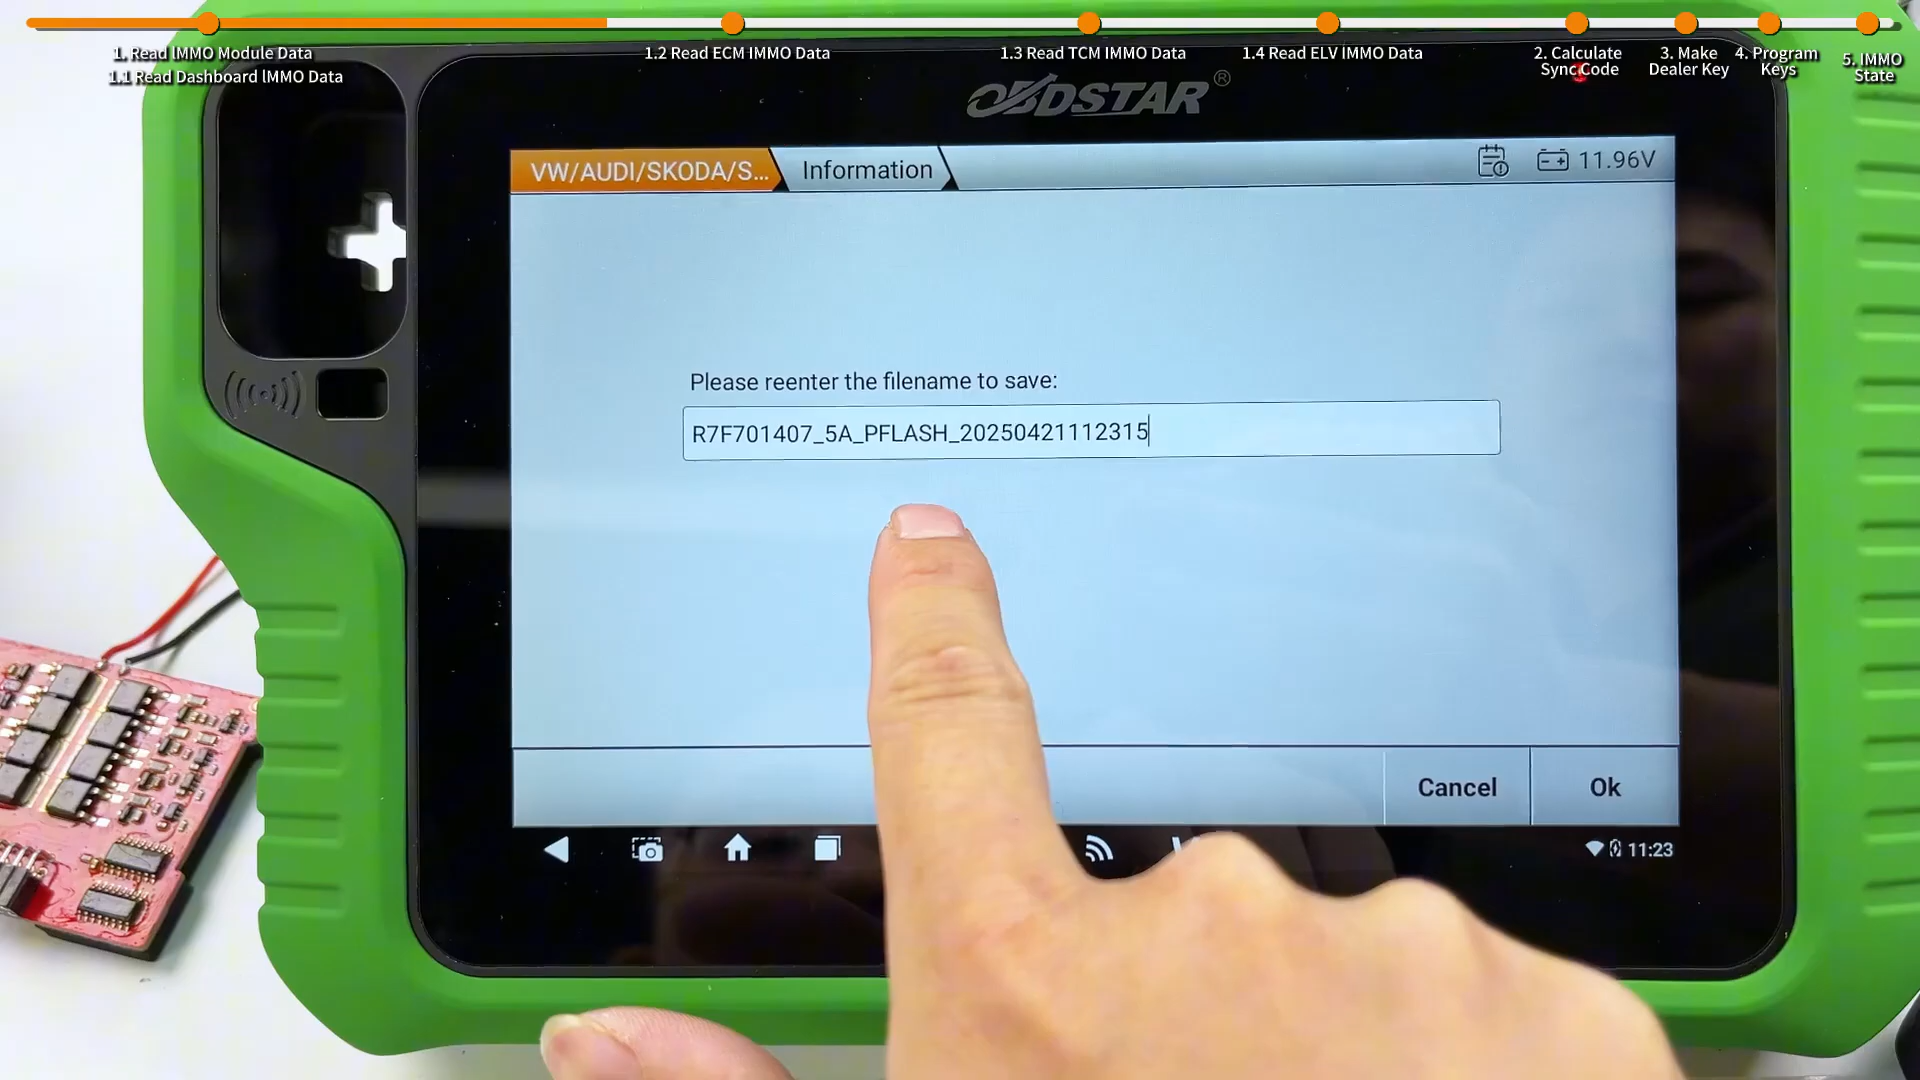 1. Read IMMO Module Data
1.1 Read Dashboard lMMO Data
1.2 Read ECM IMMO Data
1.3 Read TCM IMMO Data
1.4 Read ELV IMMO Data
2. Calculate
Sync Code
3. Make
Dealer Key
4. Program
Keys
5. IMMO
State
OBDSTAR®
VW/AUDI/SKODA/S...
Information
11.96V
Please reenter the filename to save:
R7F701407_5A_PFLASH_20250421112315
Cancel
Ok
11:23